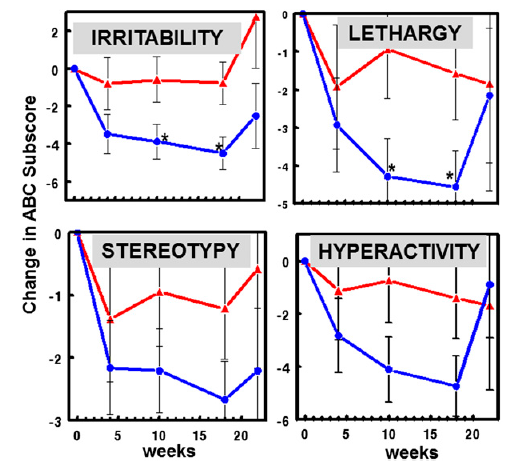 IRRITABILITY
2
0
-2
-4
-6
*
*
LETHARGY
0
-1
-2
-3
-4
-5
*
*
Change in ABC Subscore
STEREOTYPY
0
-1
-2
-3
0 5 10 15 20
weeks
HYPERACTIVITY
0
-2
-4
-6
0 5 10 15 20
weeks